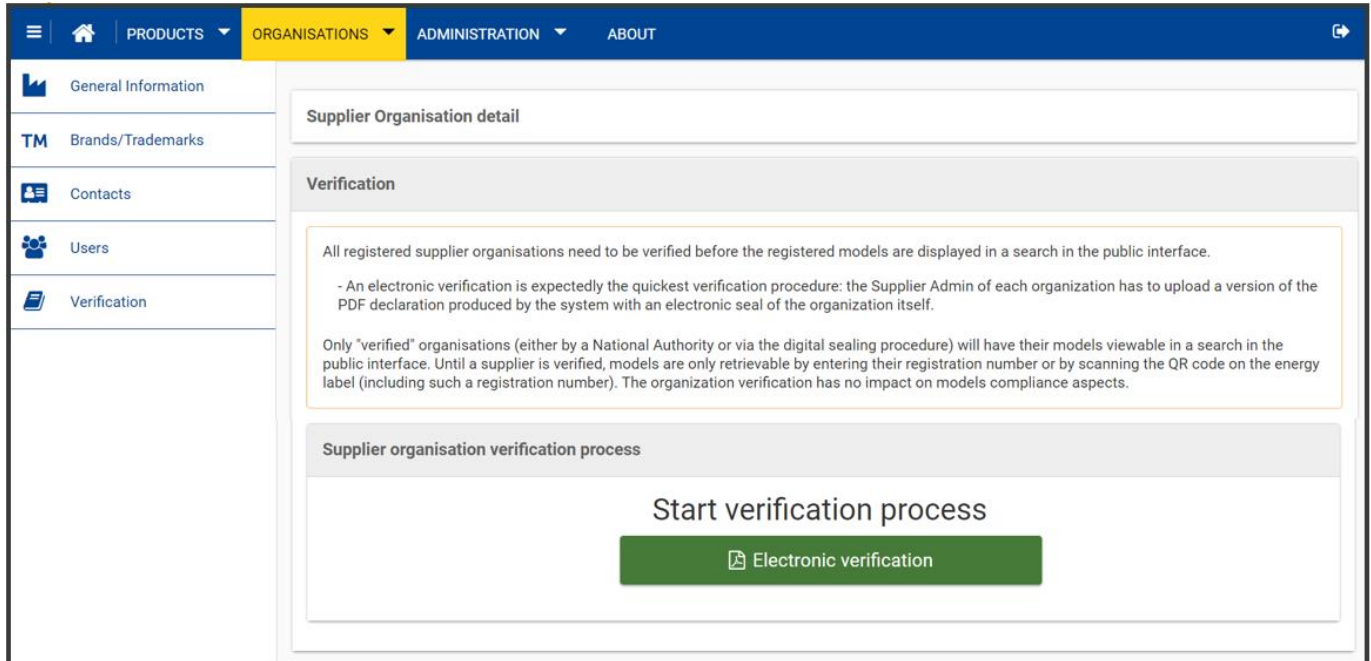 PRODUCTS ORGANISATIONS ADMINISTRATION ABOUT
General Information
TM Brands/Trademarks
Contacts
Users
Verification
Supplier Organisation detail
Verification
All registered supplier organisations need to be verified before the registered models are displayed in a search in the public interface.
- An electronic verification is expectedly the quickest verification procedure: the Supplier Admin of each organization has to upload a version of the
PDF declaration produced by the system with an electronic seal of the organization itself.
Only "verified" organisations (either by a National Authority or via the digital sealing procedure) will have their models viewable in a search in the
public interface. Until a supplier is verified, models are only retrievable by entering their registration number or by scanning the QR code on the energy
label (including such a registration number). The organization verification has no impact on models compliance aspects.
Supplier organisation verification process
Start verification process
Electronic verification